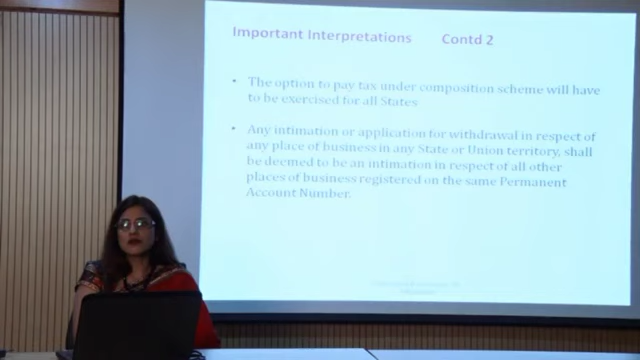 Important Interpretations Contd 2
The option to pay tax under composition scheme will have
to be exercised for all States
Any intimation or application for withdrawal in respect of
any place of business in any State or Union territory, shall
be deemed to be an intimation in respect of all other
places of business registered on the same Permanent
Account Number.